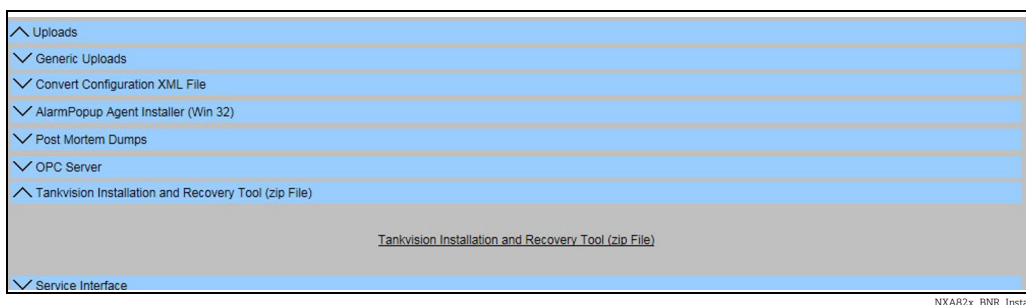 Uploads
Generic Uploads
Convert Configuration XML File
AlarmPopup Agent Installer (Win 32)
Post Mortem Dumps
OPC Server
Tankvision Installation and Recovery Tool (zip File)
Tankvision Installation and Recovery Tool (zip File)
Service Interface
NXA82x_BNR_Insta